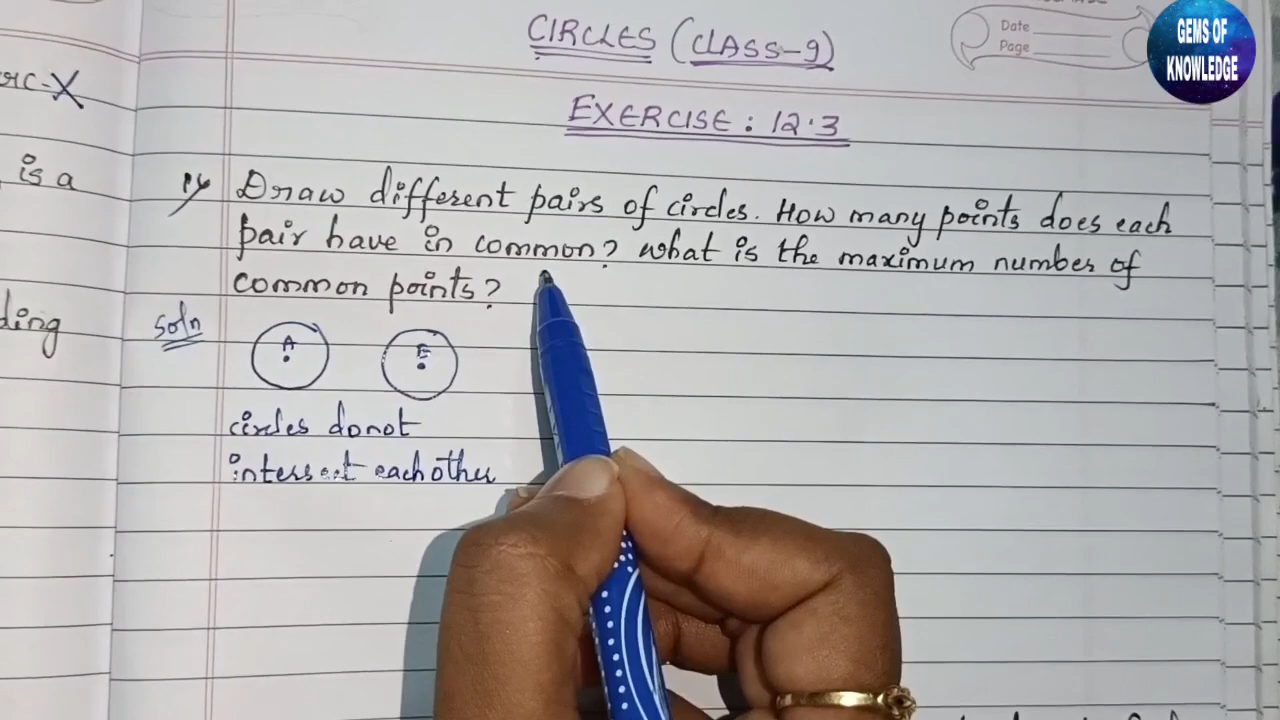 CIRCLES (CLASS-9)
Date
Page
GEMS OF
KNOWLEDGE
EXERCISE: 12.3
is a
1) Draw different pairs of circles. How many points does each
pair have in common? What is the maximum number of
common points?
ding
Soln
A
circles donot
intersect each other